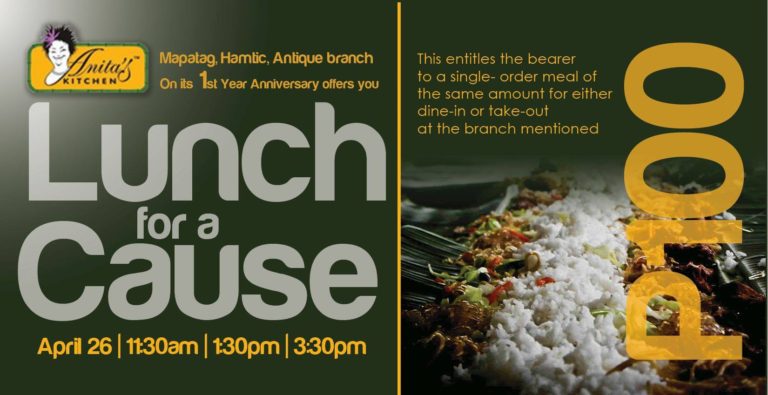 Anita's™
KITCHEN
Mapatag, Hamtic, Antique branch
On its 1st Year Anniversary offers you
Lunch
for a
Cause
April 26 | 11:30am | 1:30pm | 3:30pm
This entitles the bearer
to a single- order meal of
the same amount for either
dine-in or take-out
at the branch mentioned
P100